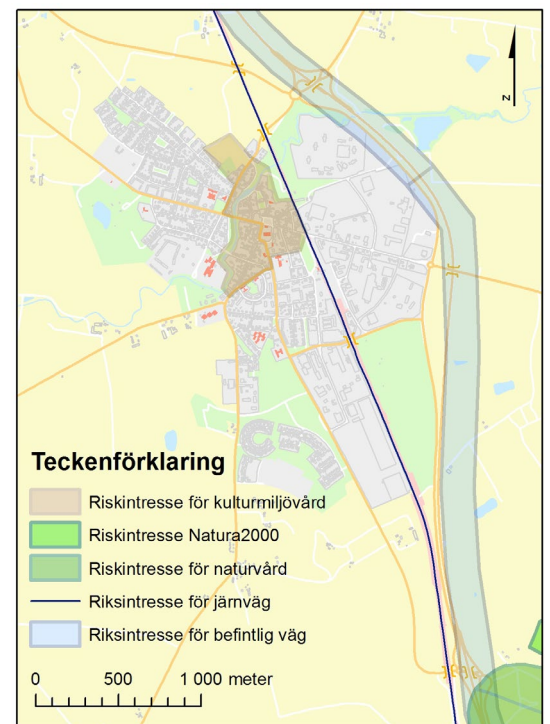 Z
Teckenförklaring
Riskintresse för kulturmiljövård
Riskintresse Natura2000
Riskintresse för naturvård
Riksintresse för järnväg
Riksintresse för befintlig väg
0 500 1 000 meter